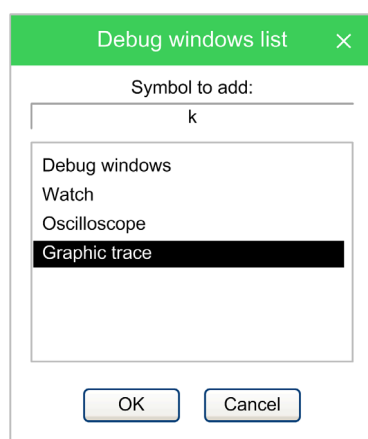 Debug windows list
Symbol to add:
k
Debug windows
Watch
Oscilloscope
Graphic trace
OK Cancel